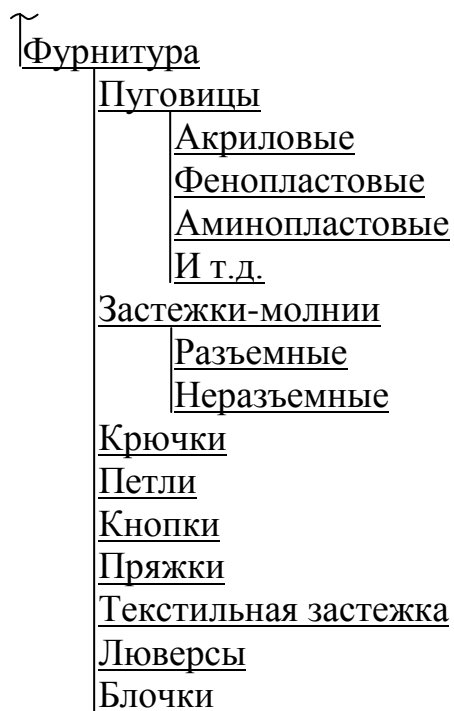 Фурнитура
Пуговицы
Акриловые
Фенопластовые
Аминопластовые
И т.д.
Застежки-молнии
Разъемные
Неразъемные
Крючки
Петли
Кнопки
Пряжки
Текстильная застежка
Люверсы
Блочки